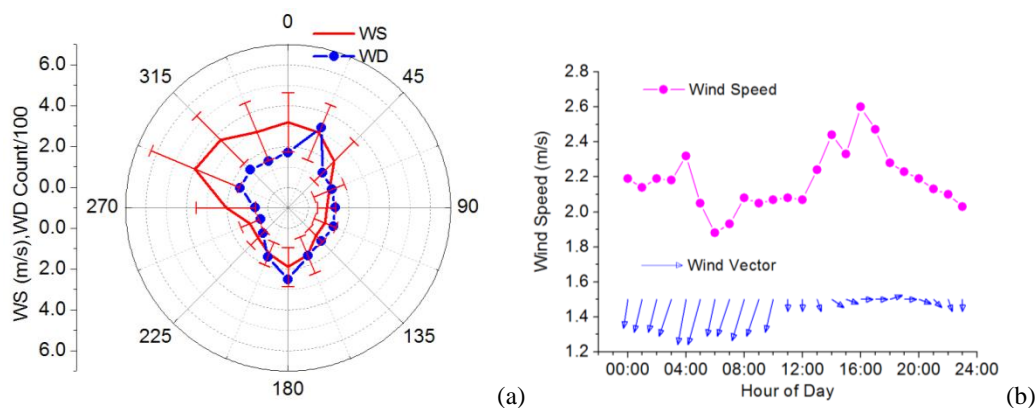 0
WS
WD
45
90
135
180
225
270
315
6.0
4.0
2.0
0.0
0.0
2.0
4.0
6.0
WS (m/s),WD Count/100
(a)
2.8
2.6
2.4
2.2
2.0
1.8
1.6
1.4
1.2
Wind Speed (m/s)
Wind Speed
Wind Vector
00:00 04:00 08:00 12:00 16:00 20:00 24:00
Hour of Day
(b)